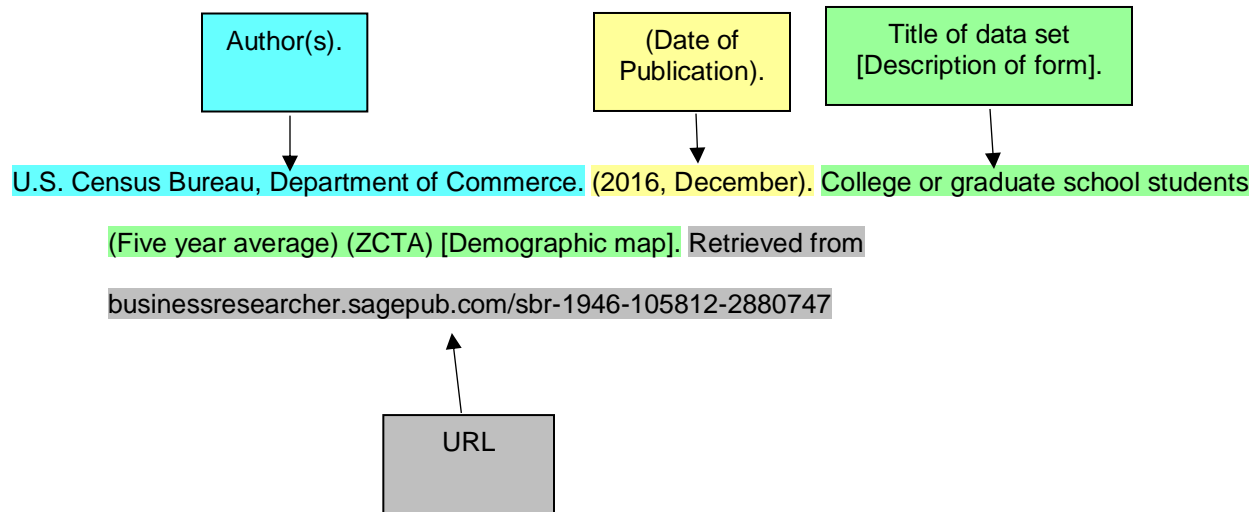 Author(s).
(Date of
Publication).
Title of data set
[Description of form].
U.S. Census Bureau, Department of Commerce. (2016, December). College or graduate school students
(Five year average) (ZCTA) [Demographic map]. Retrieved from
businessresearcher.sagepub.com/sbr-1946-105812-2880747
URL